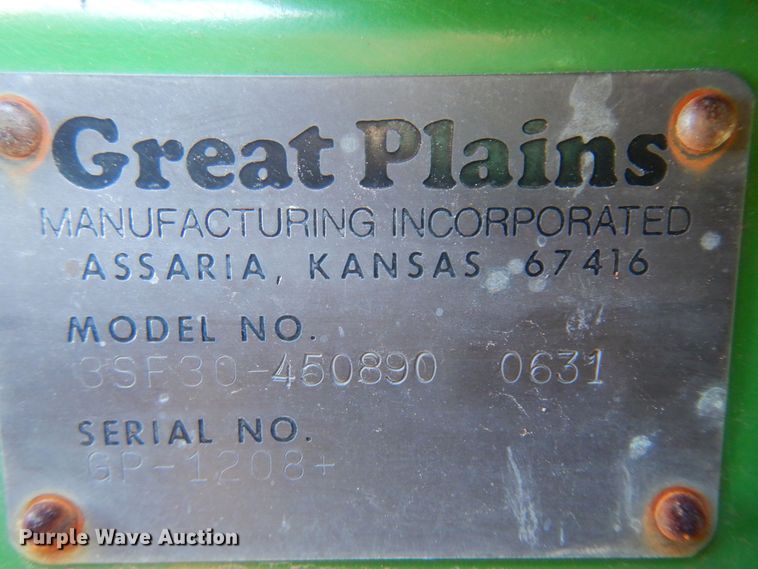 Great Plains
MANUFACTURING INCORPORATED
ASSARIA, KANSAS 67416
MODEL NO.
3SF30-450890 0631
SERIAL NO.
GP-1208+
Purple Wave Auction